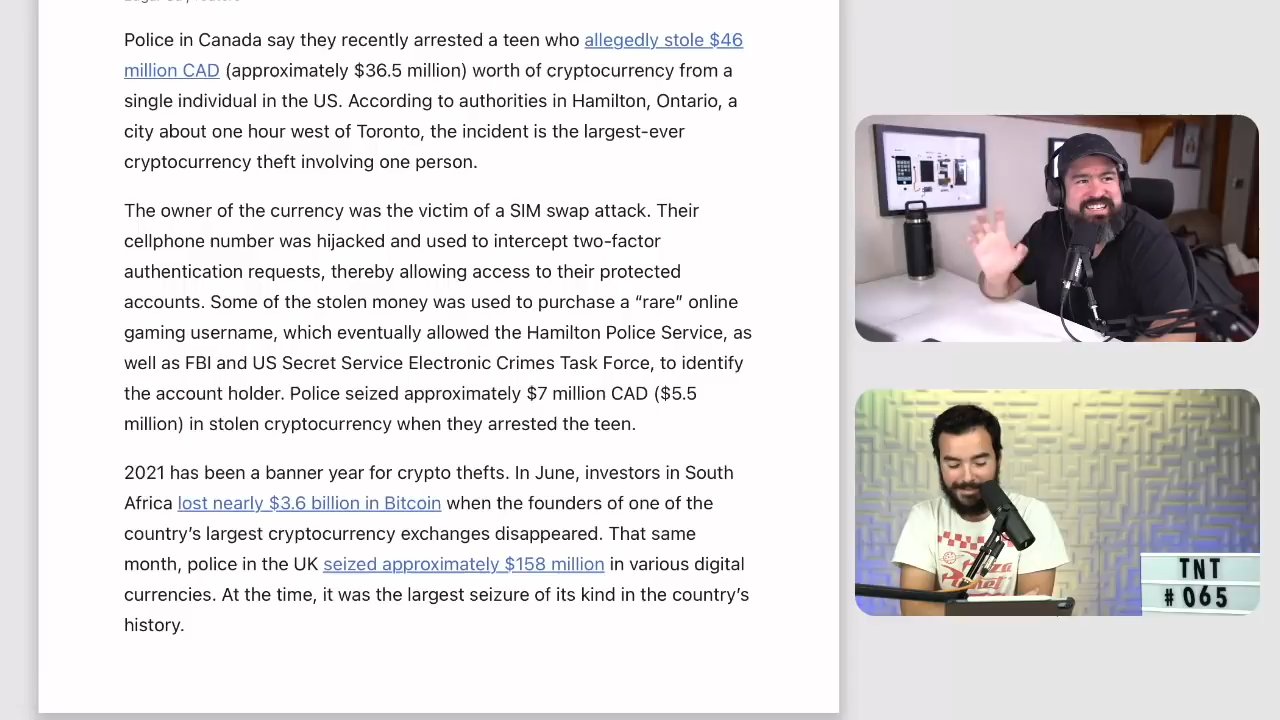 Police in Canada say they recently arrested a teen who allegedly stole $46
million CAD (approximately $36.5 million) worth of cryptocurrency from a
single individual in the US. According to authorities in Hamilton, Ontario, a
city about one hour west of Toronto, the incident is the largest-ever
cryptocurrency theft involving one person.
The owner of the currency was the victim of a SIM swap attack. Their
cellphone number was hijacked and used to intercept two-factor
authentication requests, thereby allowing access to their protected
accounts. Some of the stolen money was used to purchase a “rare” online
gaming username, which eventually allowed the Hamilton Police Service, as
well as FBI and US Secret Service Electronic Crimes Task Force, to identify
the account holder. Police seized approximately $7 million CAD ($5.5
million) in stolen cryptocurrency when they arrested the teen.
2021 has been a banner year for crypto thefts. In June, investors in South
Africa lost nearly $3.6 billion in Bitcoin when the founders of one of the
country’s largest cryptocurrency exchanges disappeared. That same
month, police in the UK seized approximately $158 million in various digital
currencies. At the time, it was the largest seizure of its kind in the country’s
history.
TNT
#065